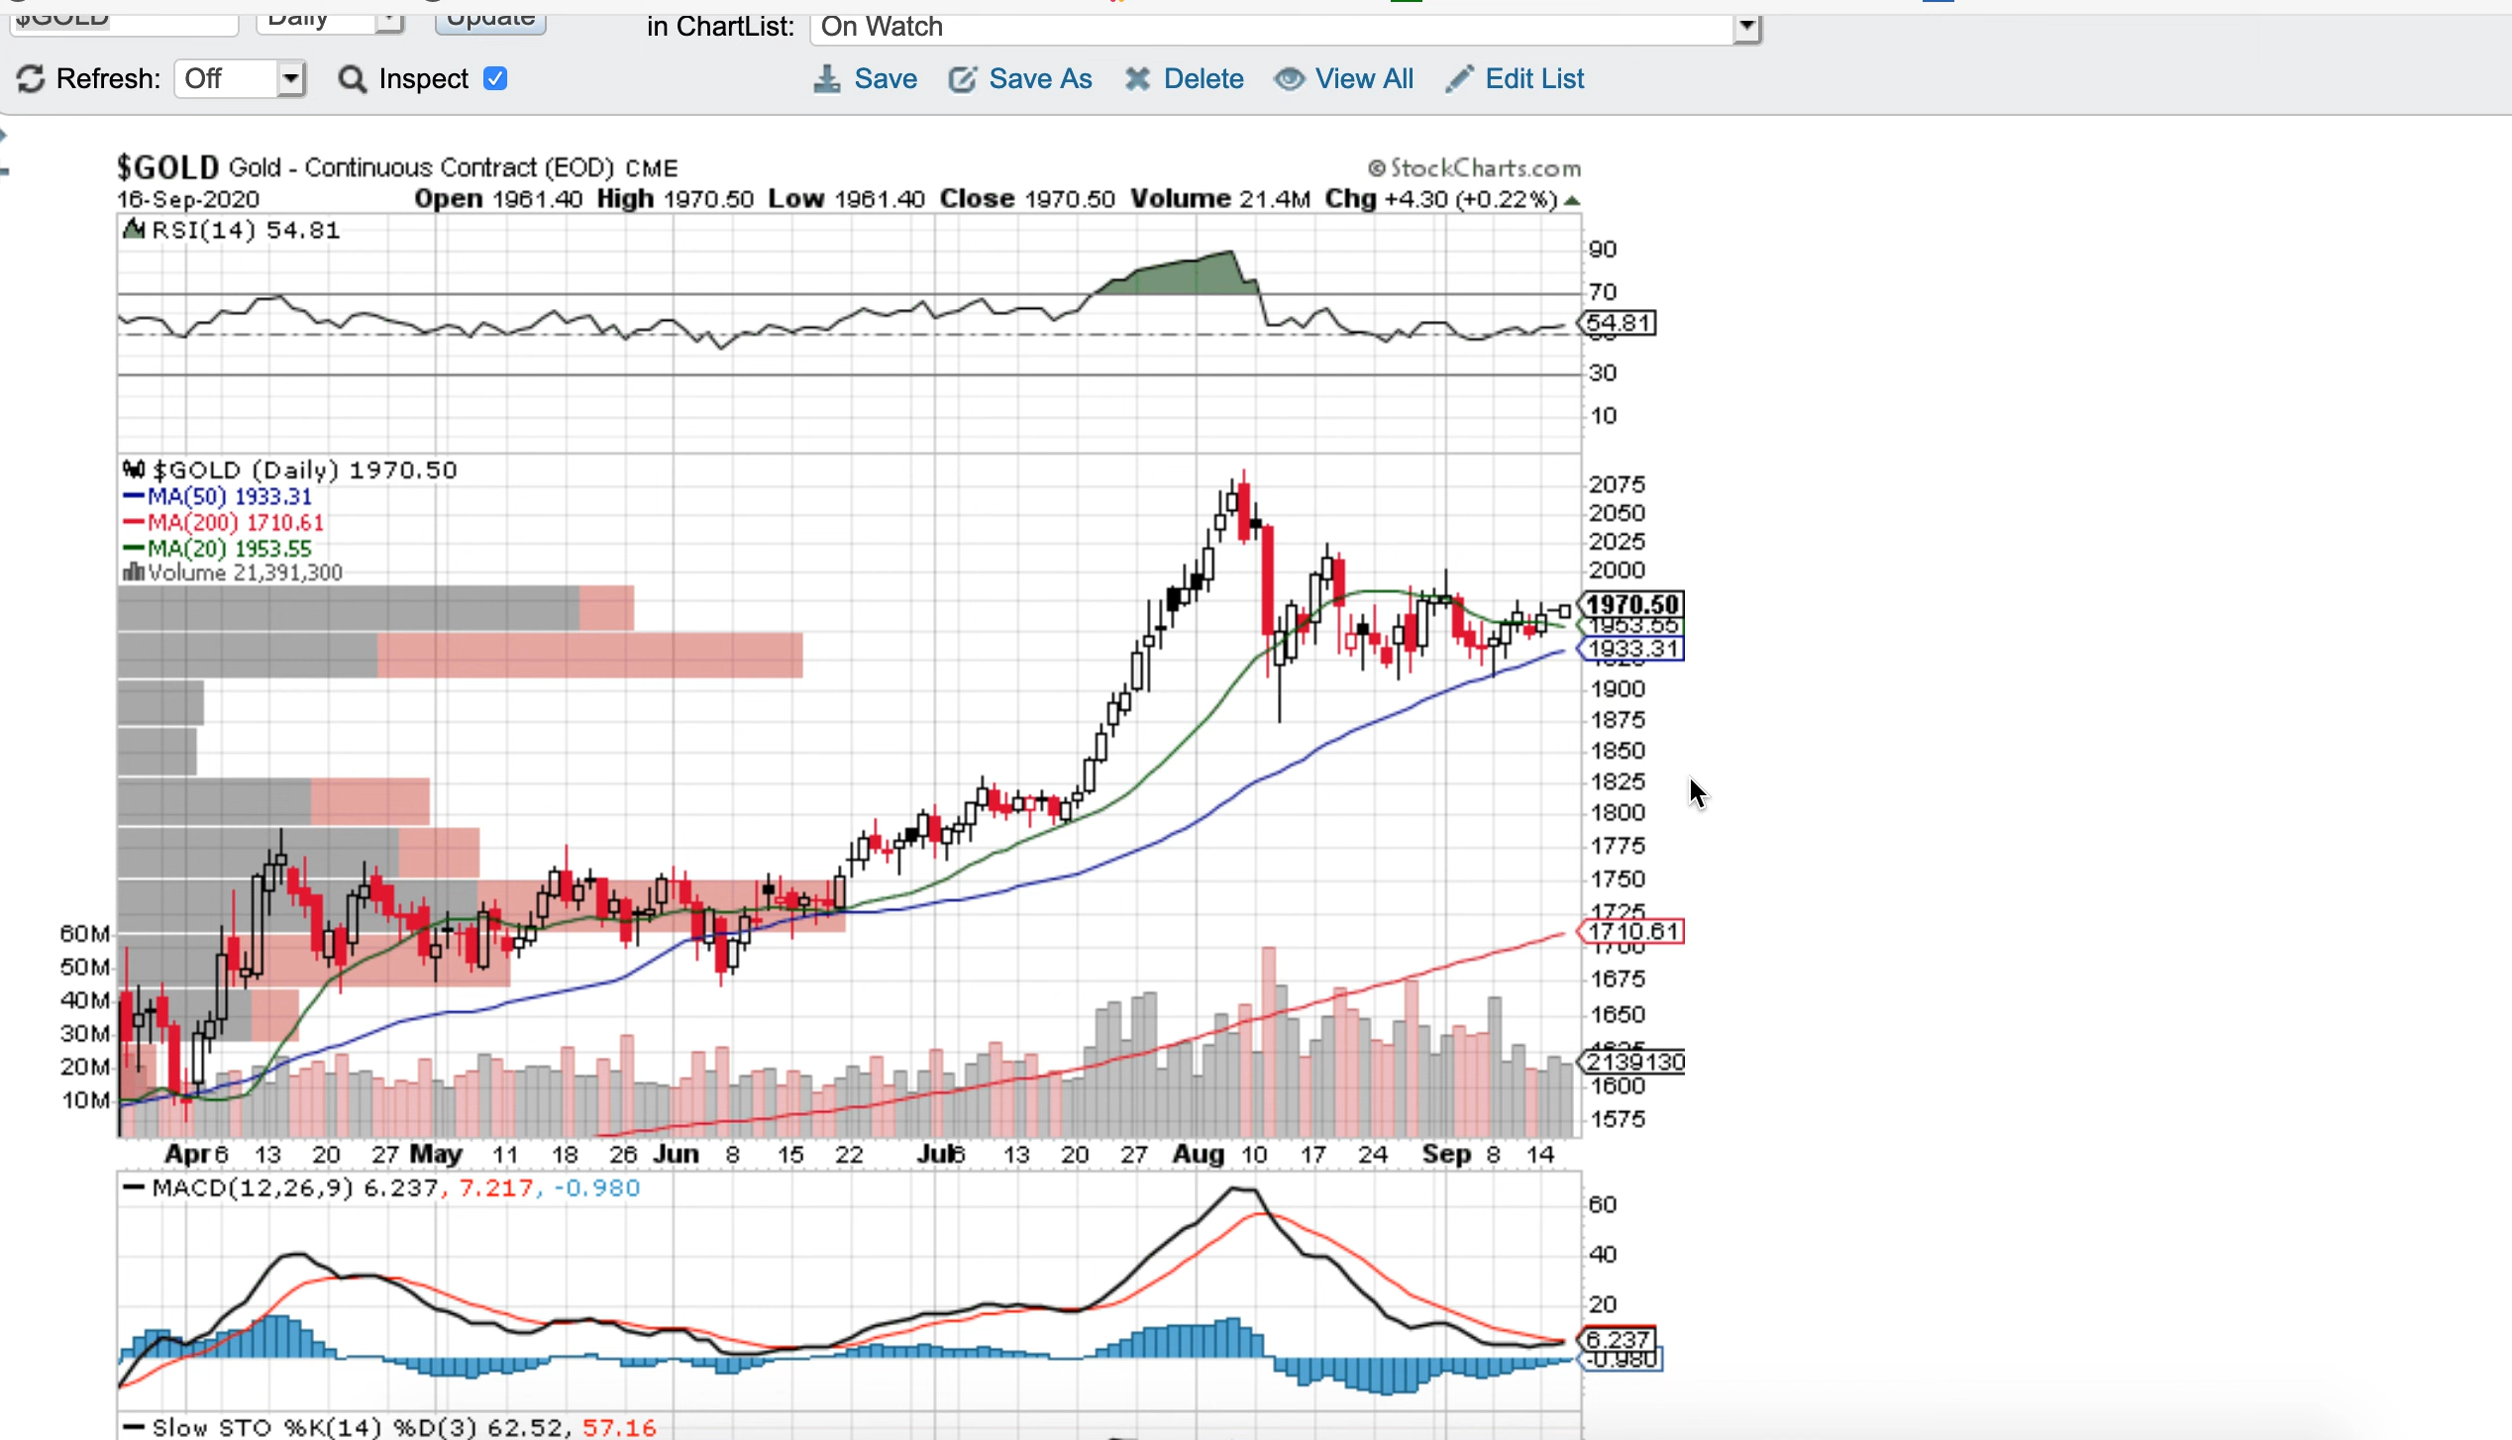 $GOLD Daily Update in ChartList: On Watch
Refresh: Off Inspect Save Save As Delete View All Edit List
$GOLD Gold - Continuous Contract (EOD) CME © StockCharts.com
16-Sep-2020 Open 1961.40 High 1970.50 Low 1961.40 Close 1970.50 Volume 21.4M Chg +4.30 (+0.22%)
RSI(14) 54.81
90
70
54.81
30
10
$GOLD (Daily) 1970.50
MA(50) 1933.31
MA(200) 1710.61
MA(20) 1953.55
Volume 21,391,300
2075
2050
2025
2000
1970.50
1953.55
1933.31
1900
1875
1850
1825
1800
1775
1750
1725
1710.61
1700
1675
1650
1625
2139130
1600
1575
60M
50M
40M
30M
20M
10M
Apr 6 13 20 27 May 11 18 26 Jun 8 15 22 Jul 6 13 20 27 Aug 10 17 24 Sep 8 14
MACD(12,26,9) 6.237, 7.217, -0.980
60
40
20
6.237
-0.980
Slow STO %K(14) %D(3) 62.52, 57.16